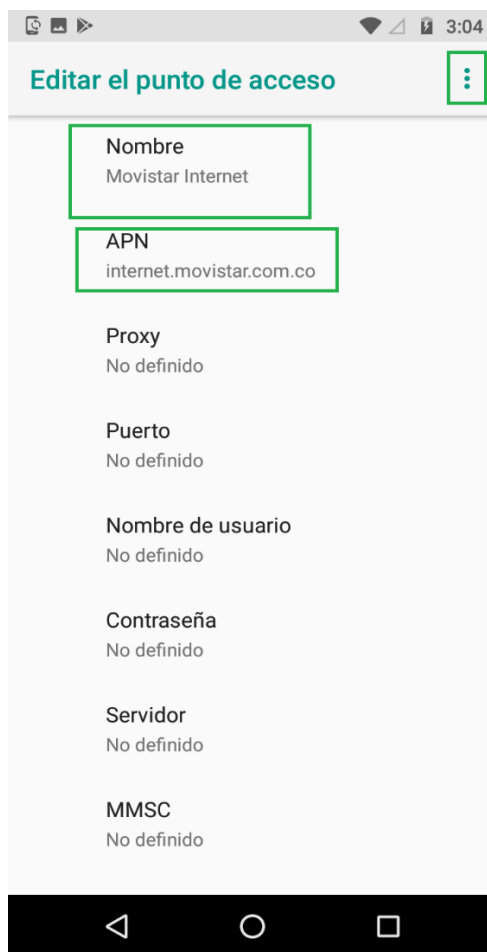 3:04
Editar el punto de acceso
Nombre
Movistar Internet
APN
internet.movistar.com.co
Proxy
No definido
Puerto
No definido
Nombre de usuario
No definido
Contraseña
No definido
Servidor
No definido
MMSC
No definido